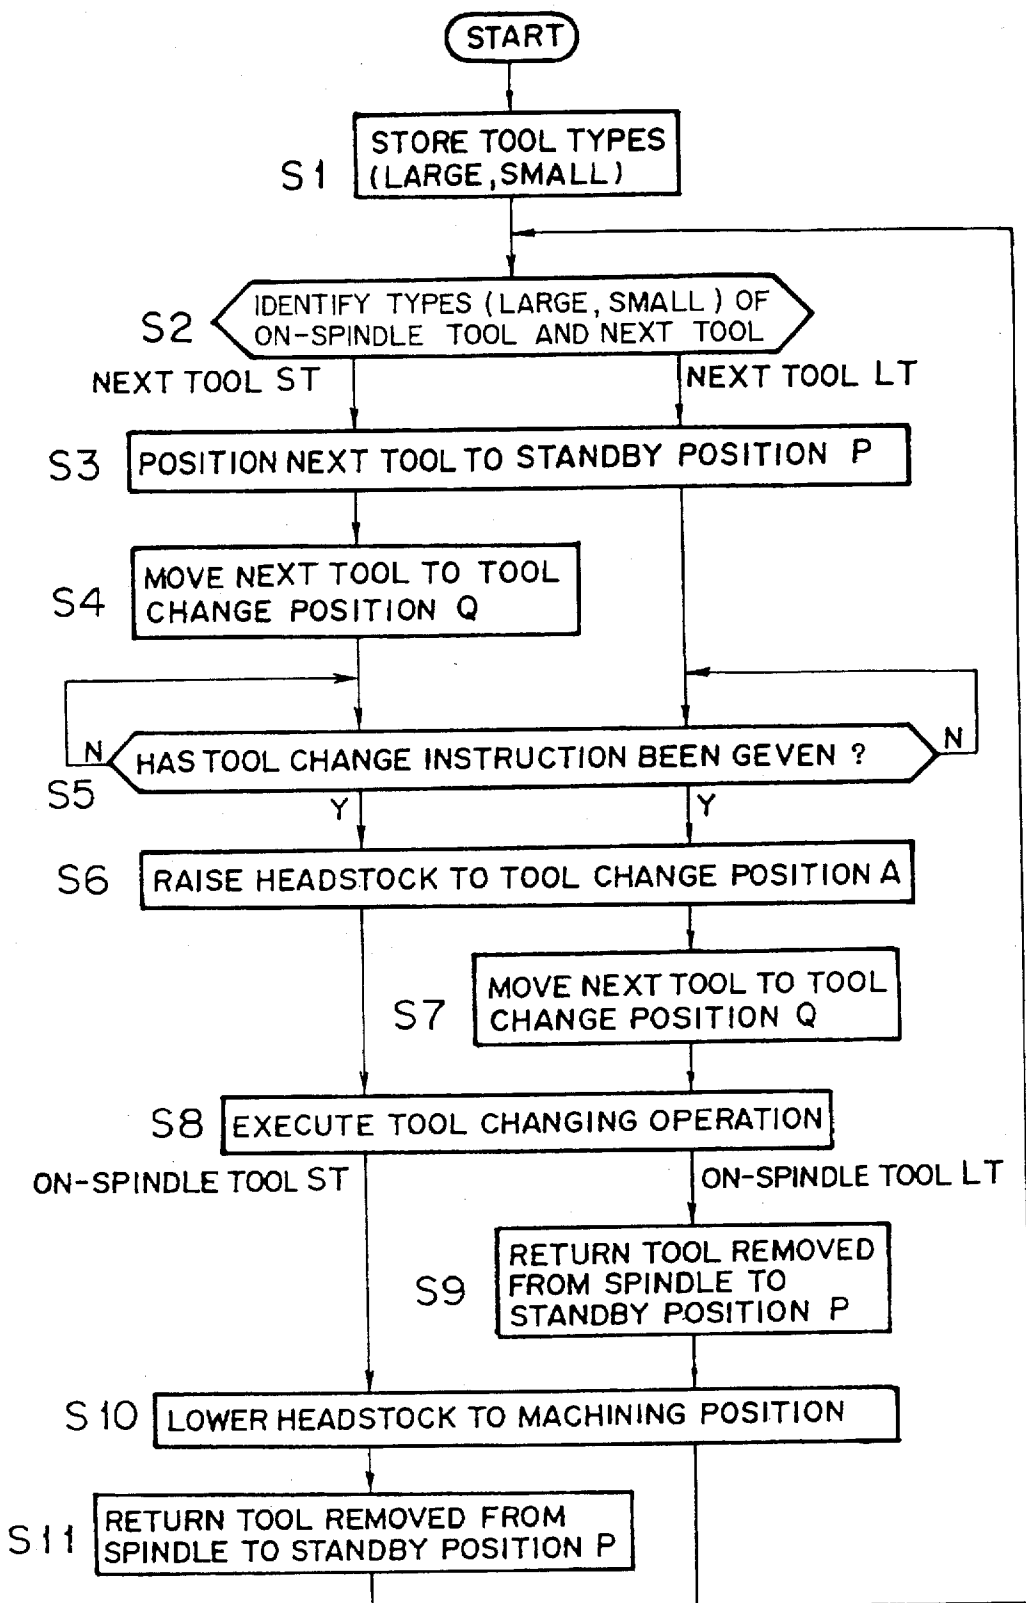 START
STORE TOOL TYPES
(LARGE, SMALL)
S1
IDENTIFY TYPES (LARGE, SMALL) OF
ON-SPINDLE TOOL AND NEXT TOOL
S2
NEXT TOOL ST
NEXT TOOL LT
S3
POSITION NEXT TOOL TO STANDBY POSITION P
MOVE NEXT TOOL TO TOOL
CHANGE POSITION Q
S4
N
HAS TOOL CHANGE INSTRUCTION BEEN GEVEN ?
N
S5
Y
Y
S6
RAISE HEADSTOCK TO TOOL CHANGE POSITION A
MOVE NEXT TOOL TO TOOL
CHANGE POSITION Q
S7
S8
EXECUTE TOOL CHANGING OPERATION
ON-SPINDLE TOOL ST
ON-SPINDLE TOOL LT
RETURN TOOL REMOVED
FROM SPINDLE TO
STANDBY POSITION P
S9
S10
LOWER HEADSTOCK TO MACHINING POSITION
RETURN TOOL REMOVED FROM
SPINDLE TO STANDBY POSITION P
S11